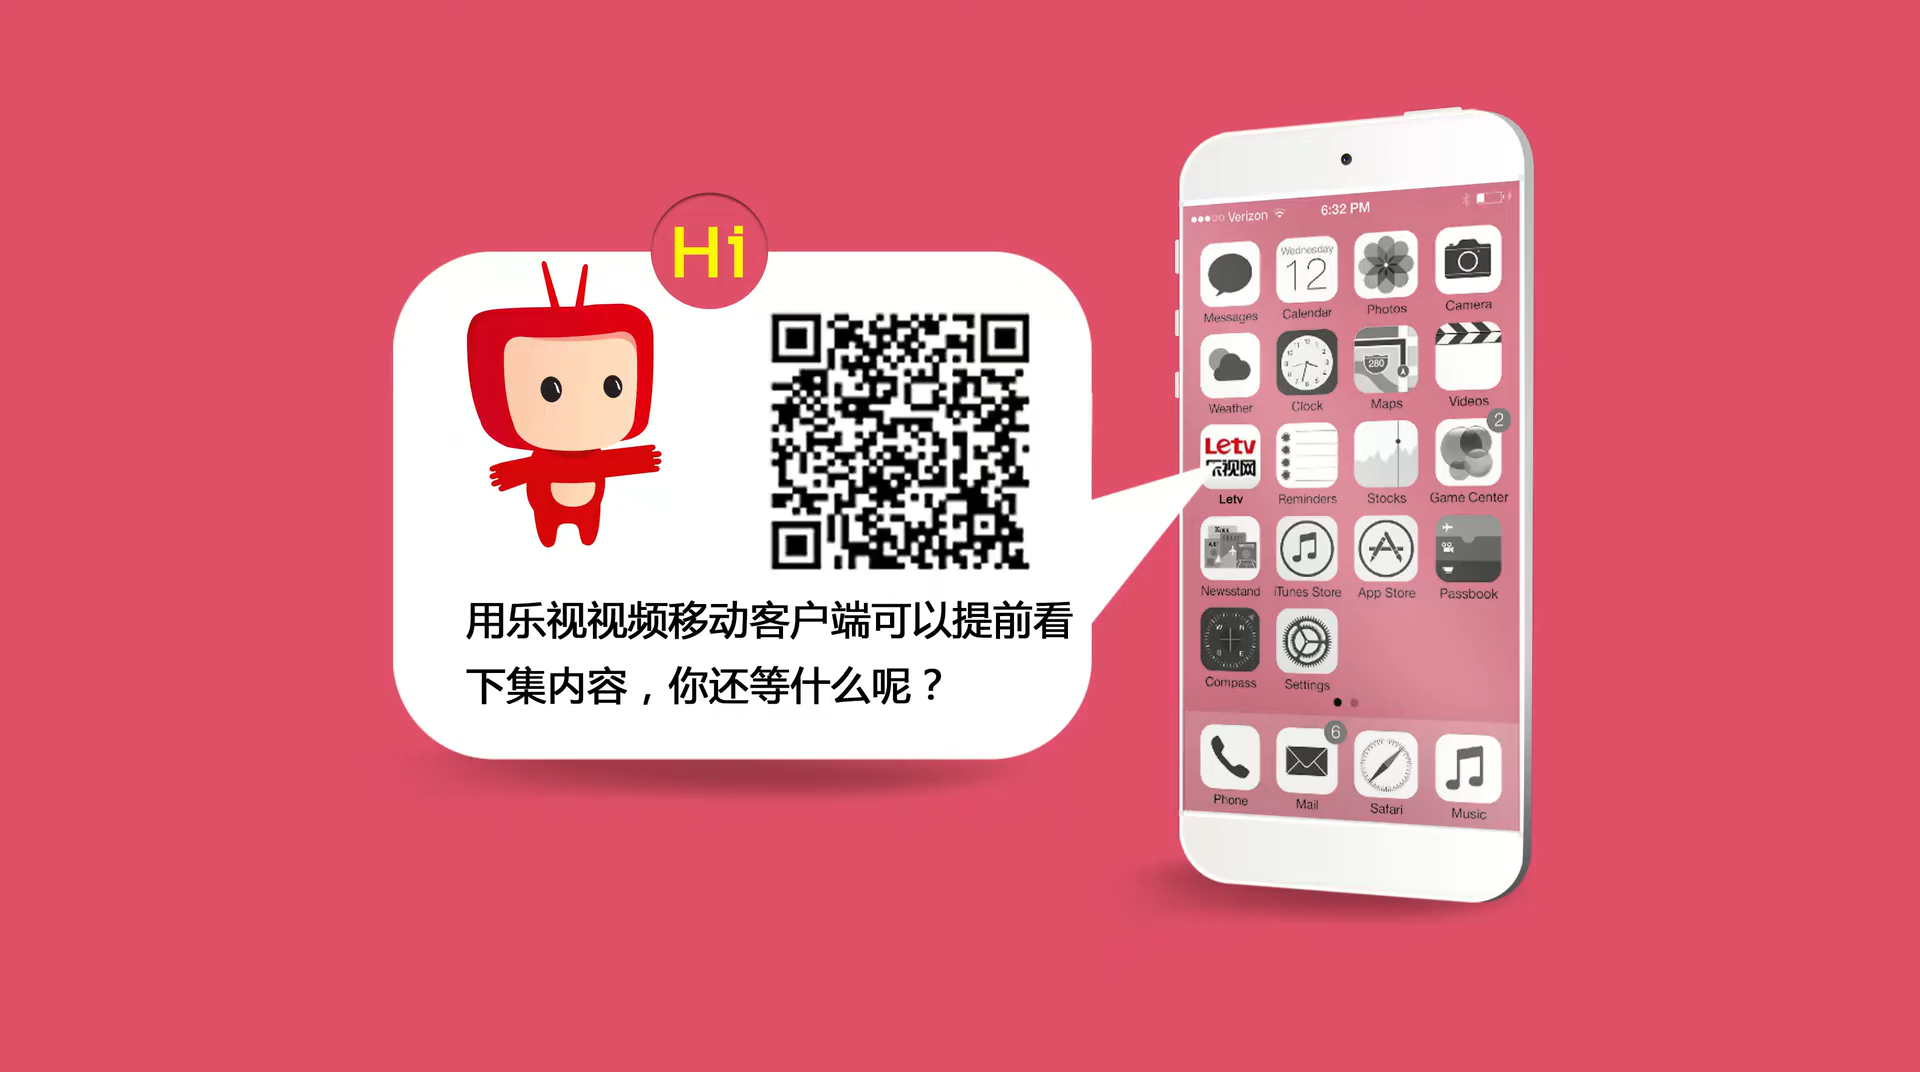 Hi
用乐视视频移动客户端可以提前看
下集内容，你还等什么呢？
Verizon 6:32 PM
Wednesday
12
Messages Calendar Photos Camera
280
Weather Clock Maps Videos
2
Letv
乐视网
Letv Reminders Stocks Game Center
Newsstand iTunes Store App Store Passbook
W N
Compass Settings
6
Phone Mail Safari Music